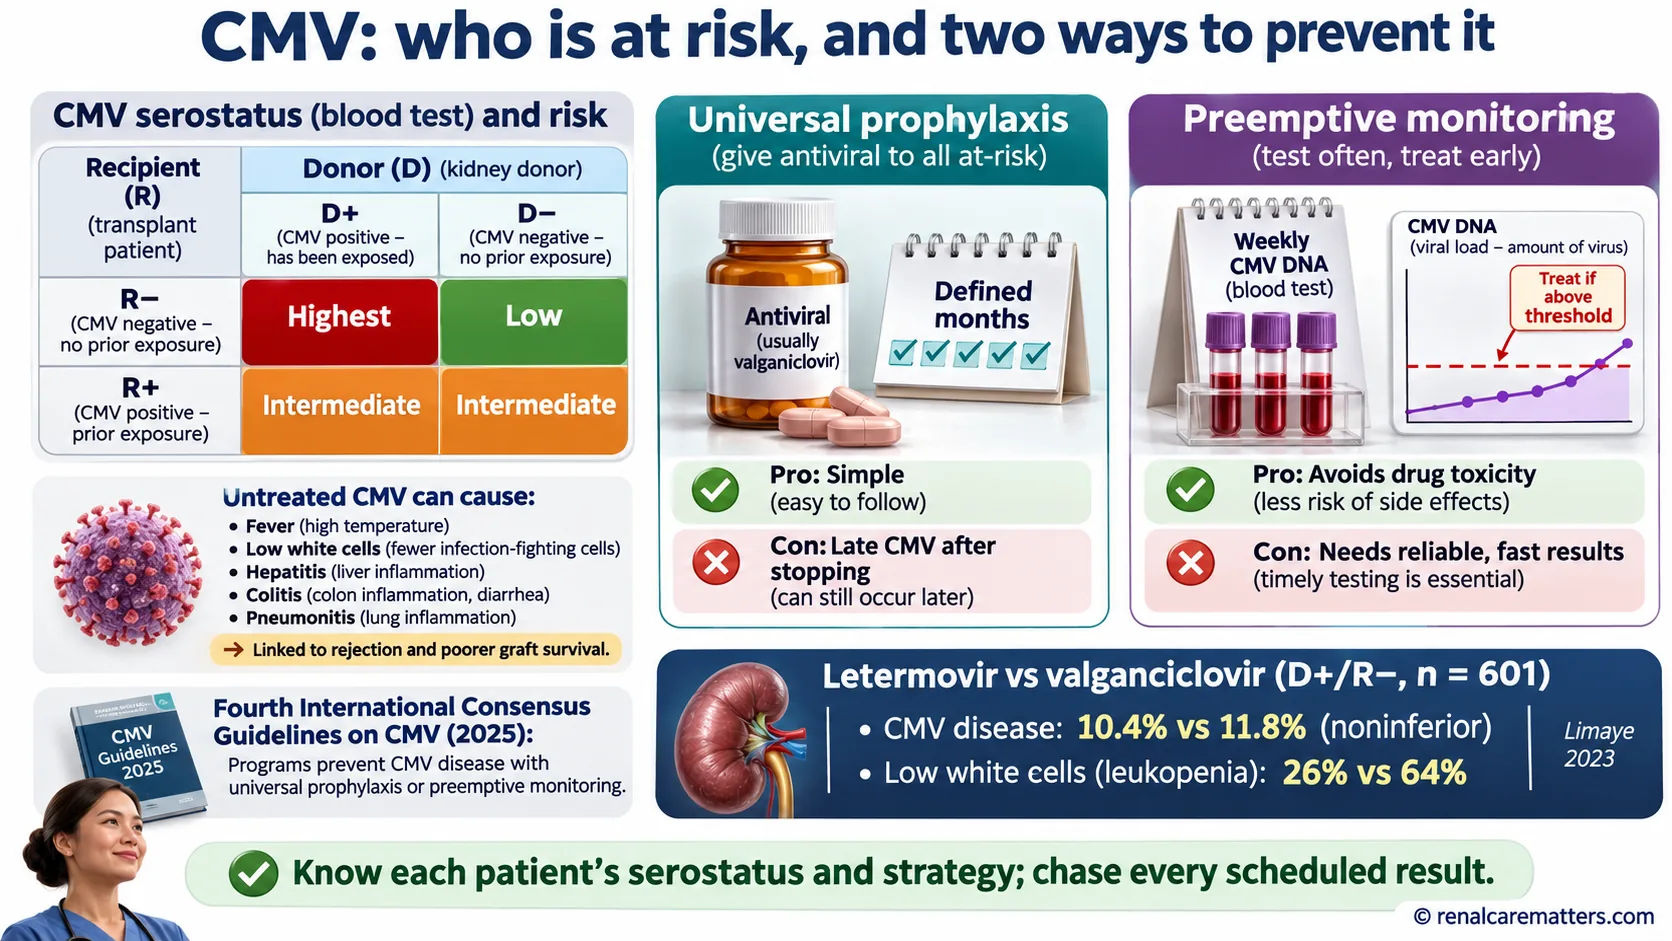 CMV: who is at risk, and two ways to prevent it
CMV serostatus (blood test) and risk
Recipient
(R)
(transplant
patient)
Donor (D) (kidney donor)
D+
(CMV positive –
has been exposed)
D–
(CMV negative –
no prior exposure)
R–
(CMV negative –
no prior exposure)
Highest
Low
R+
(CMV positive –
prior exposure)
Intermediate
Intermediate
Untreated CMV can cause:
• Fever (high temperature)
• Low white cells (fewer infection-fighting cells)
• Hepatitis (liver inflammation)
• Colitis (colon inflammation, diarrhea)
• Pneumonitis (lung inflammation)
→ Linked to rejection and poorer graft survival.
CMV
Guidelines
2025
Fourth International Consensus
Guidelines on CMV (2025):
Programs prevent CMV disease with
universal prophylaxis or preemptive monitoring.
Universal prophylaxis
(give antiviral to all at-risk)
Antiviral
(usually
valganciclovir)
Defined
months
Pro: Simple
(easy to follow)
Con: Late CMV after
stopping
(can still occur later)
Preemptive monitoring
(test often, treat early)
Weekly
CMV DNA
(blood test)
CMV DNA
(viral load – amount of virus)
Treat if
above
threshold
Pro: Avoids drug toxicity
(less risk of side effects)
Con: Needs reliable, fast results
(timely testing is essential)
Letermovir vs valganciclovir (D+/R–, n = 601)
• CMV disease: 10.4% vs 11.8% (noninferior)
• Low white cells (leukopenia): 26% vs 64%
Limaye
2023
Know each patient's serostatus and strategy; chase every scheduled result.
© renalcarematters.com